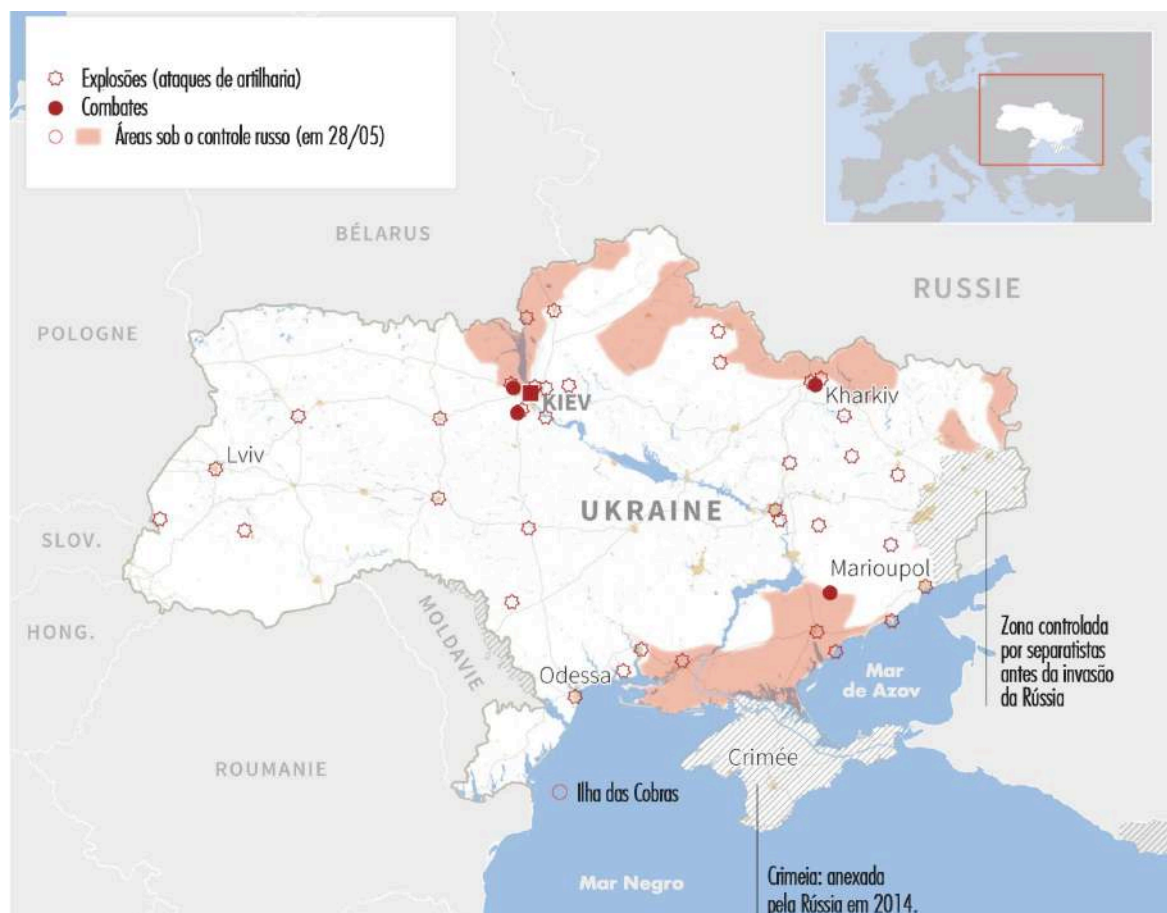 Explosões (ataques de artilharia)
Combates
Áreas sob o controle russo (em 28/05)
BÉLARUS
RUSSIE
POLOGNE
KIEV
Kharkiv
Lviv
UKRAINE
SLOV.
Marioupol
HONG.
MOLDAVIE
Zona controlada
por separatistas
antes da invasão
da Rússia
Odessa
Mar
de Azov
ROUMANIE
Crimée
Ilha das Cobras
Mar Negro
Crimeia: anexada
pela Rússia em 2014.